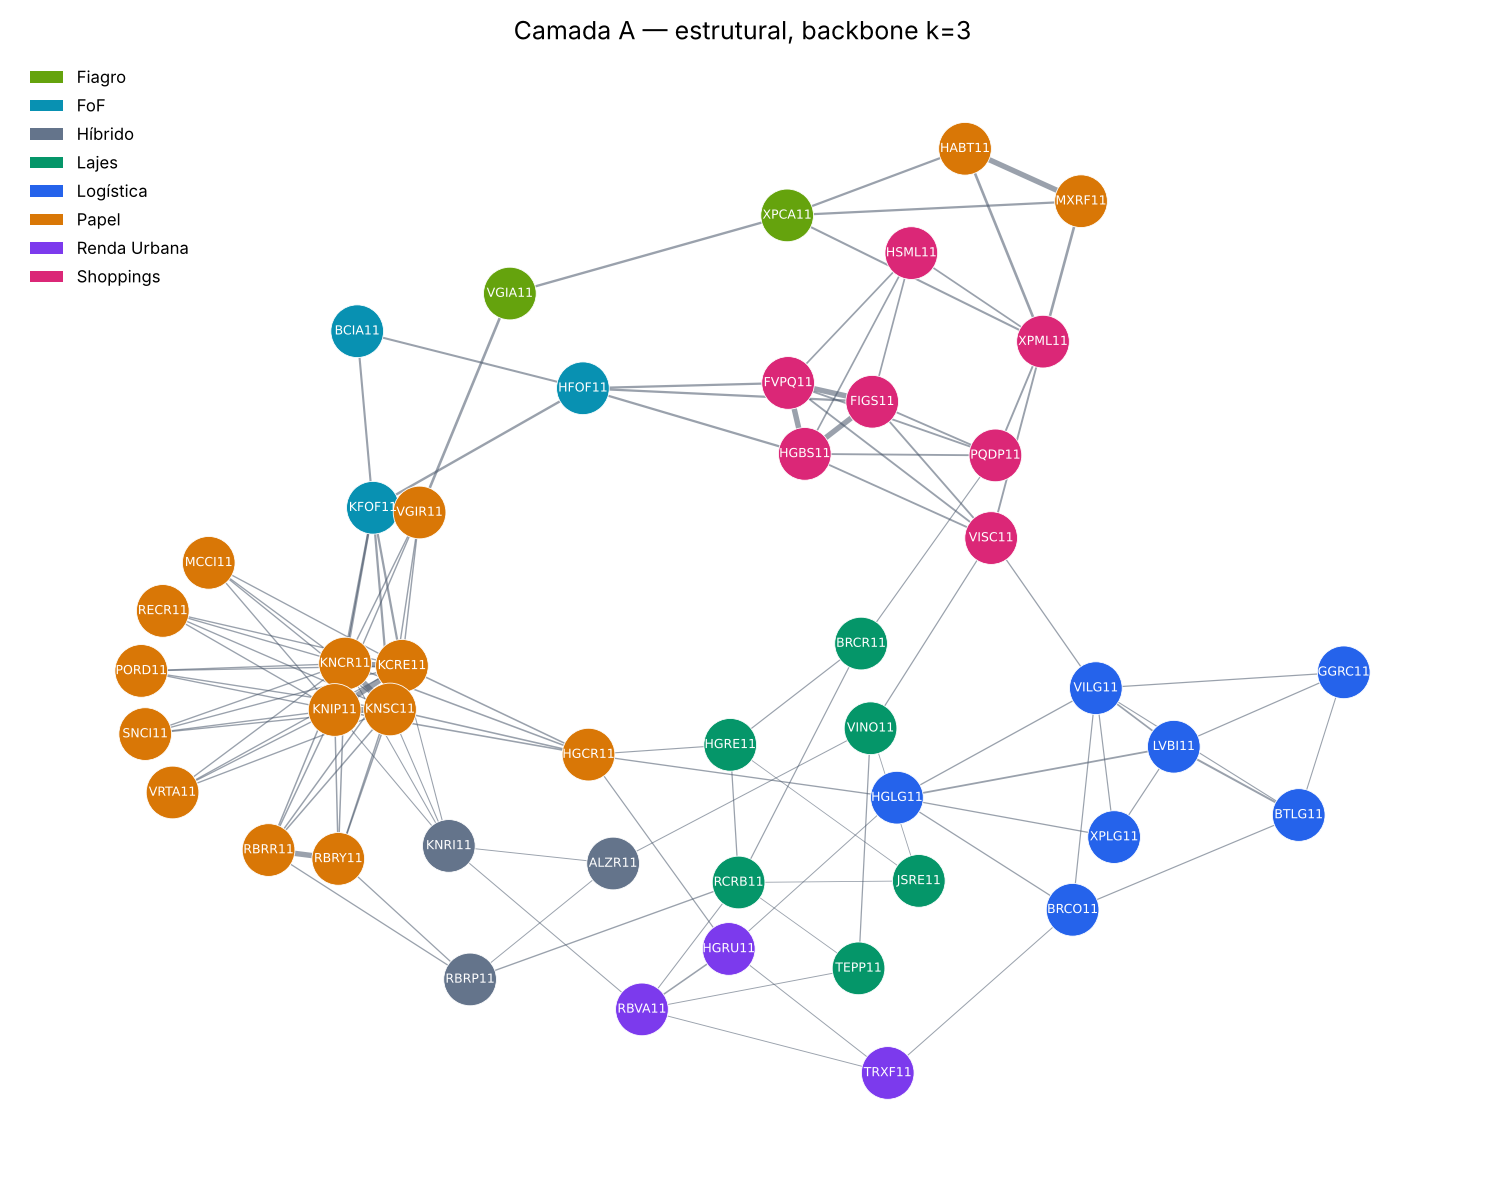 Camada A — estrutural, backbone k=3
Fiagro
FoF
Híbrido
Lajes
Logística
Papel
Renda Urbana
Shoppings
HABT11
MXRF11
XPCA11
HSML11
VGIA11
BCIA11
XPML11
HFOF11
FVPQ11
FIGS11
HGBS11
PQDP11
KFOF11
VGIR11
VISC11
MCCI11
RECR11
BRCR11
KNCR11
KCRE11
PORD11
GGRC11
VILG11
KNIP11
KNSC11
SNCI11
VINO11
HGRE11
LVBI11
HGCR11
VRTA11
HGLG11
BTLG11
XPLG11
RBRR11
RBRY11
KNRI11
ALZR11
RCRB11
JSRE11
BRCO11
HGRU11
TEPP11
RBRP11
RBVA11
TRXF11